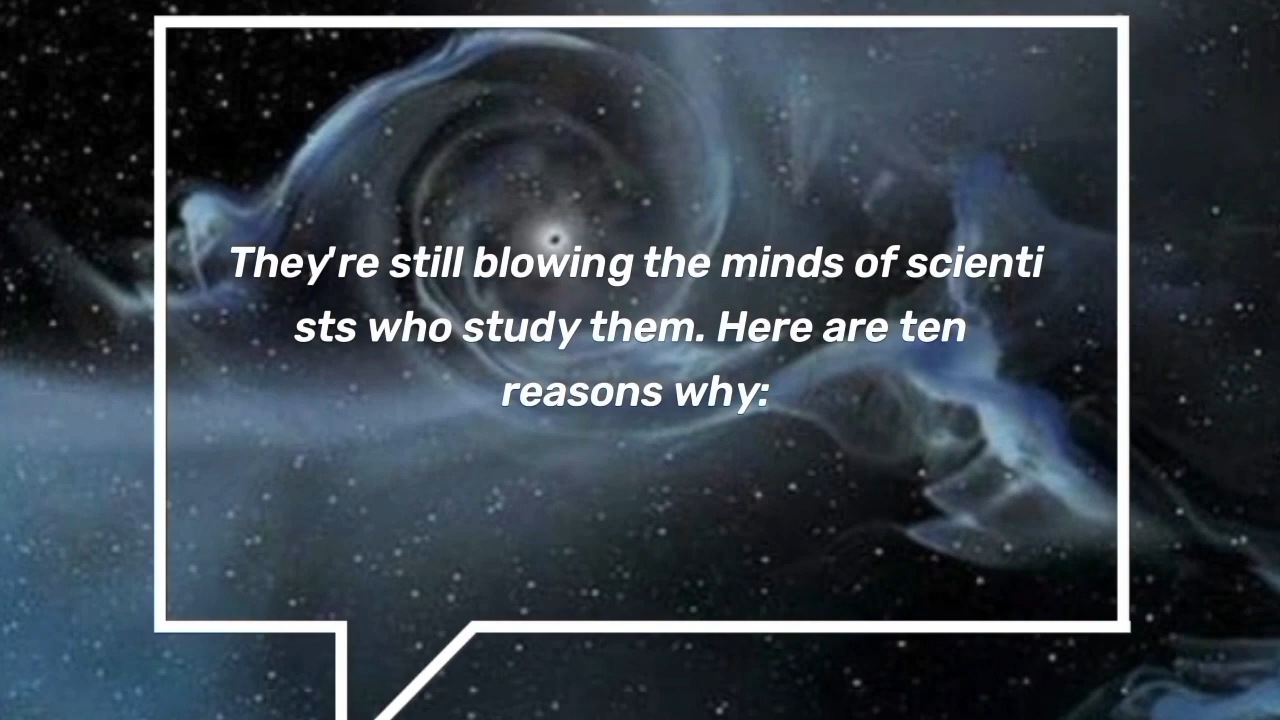 They're still blowing the minds of scienti
sts who study them. Here are ten
reasons why: